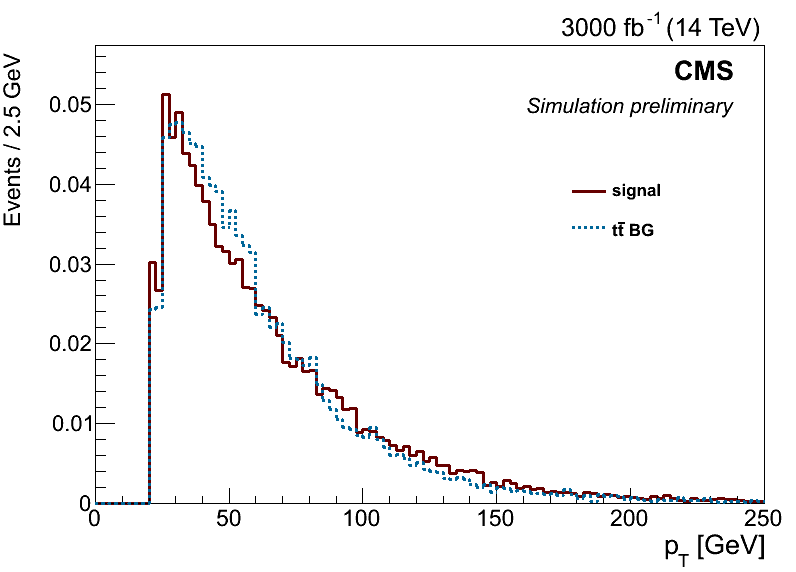 3000 fb⁻¹ (14 TeV)
CMS
Simulation preliminary
Events / 2.5 GeV
signal
tt̄ BG
0.05
0.04
0.03
0.02
0.01
0
0 50 100 150 200 250
p_T [GeV]